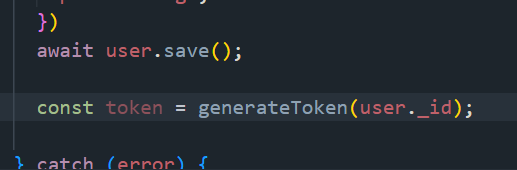 })
await user.save();
const token = generateToken(user._id);
} catch (error) {